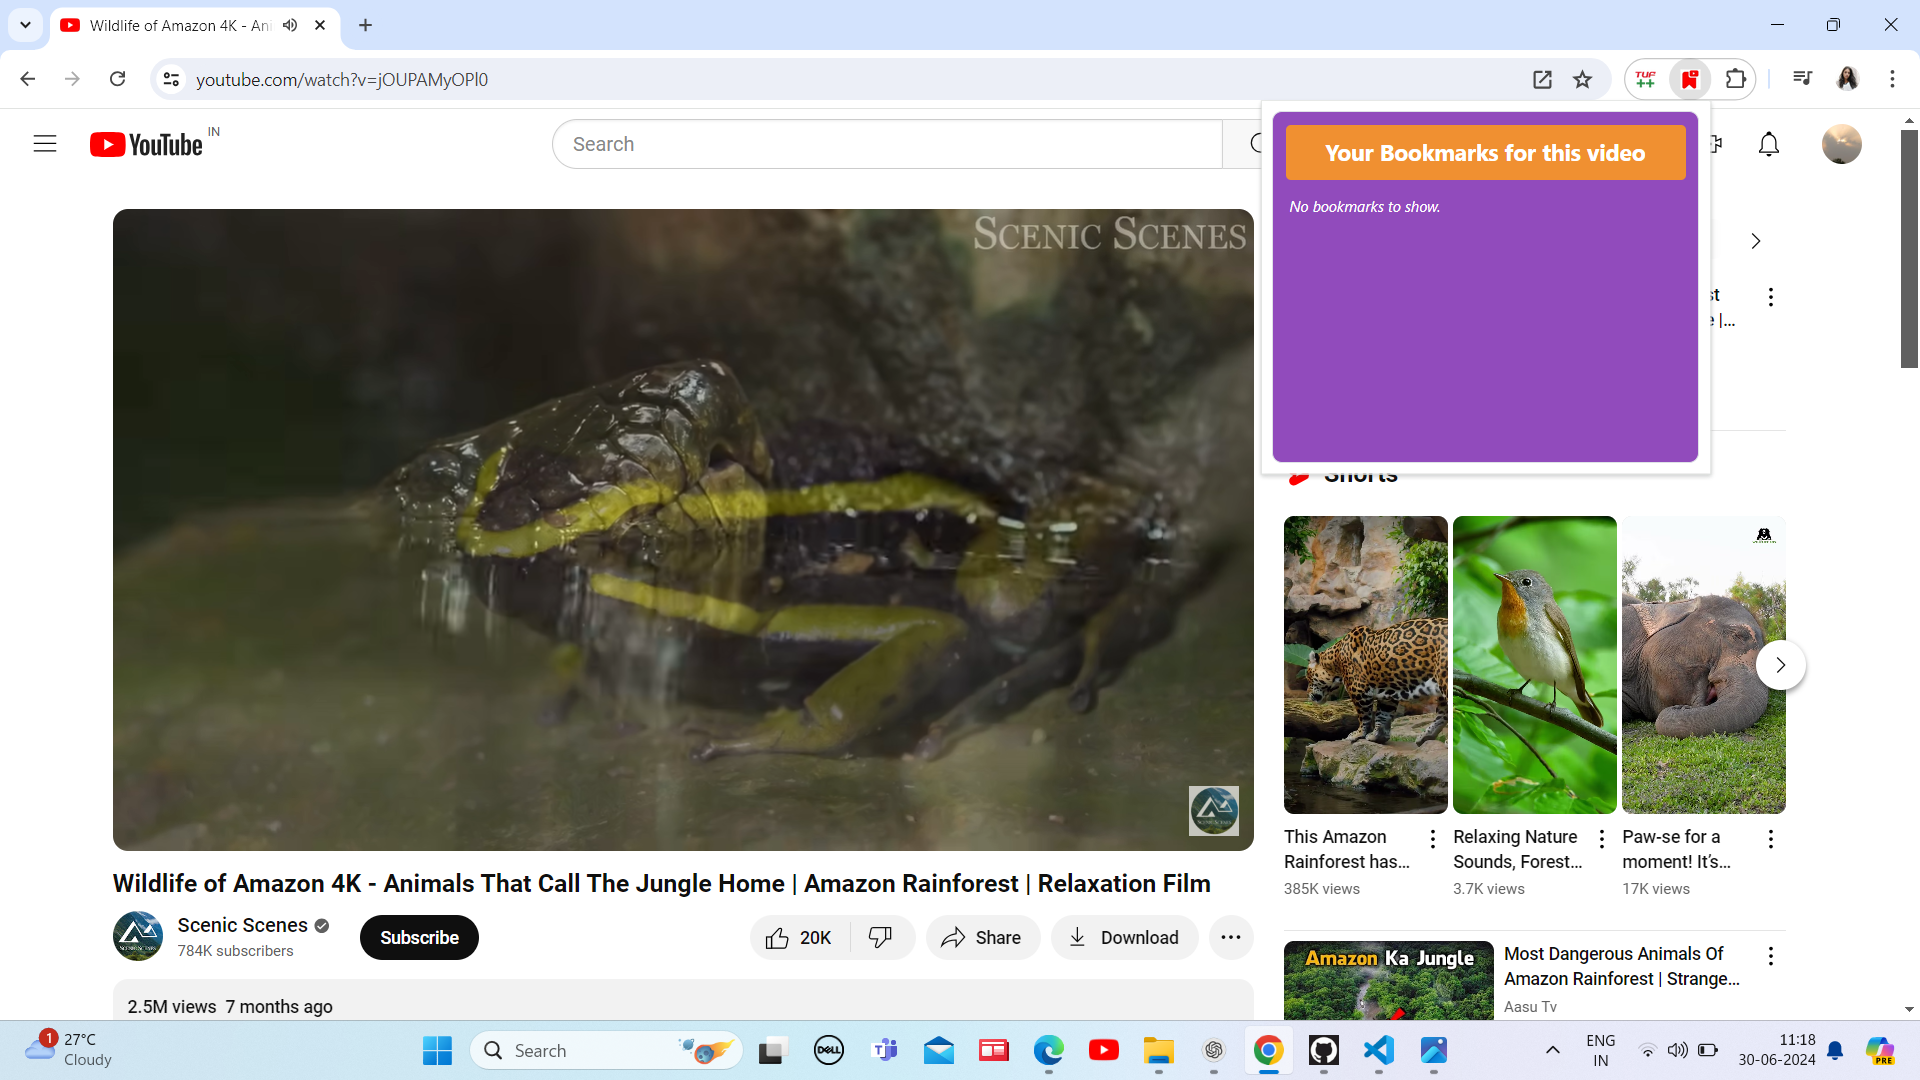 Wildlife of Amazon 4K - Ani
youtube.com/watch?v=jOUPAMyOPl0
TUF
++
YouTube IN
Search
Your Bookmarks for this video
No bookmarks to show.
SCENIC SCENES
st
e |...
Shorts
This Amazon
Rainforest has...
385K views
Relaxing Nature
Sounds, Forest...
3.7K views
Paw-se for a
moment! It's...
17K views
Wildlife of Amazon 4K - Animals That Call The Jungle Home | Amazon Rainforest | Relaxation Film
Scenic Scenes
784K subscribers
Subscribe
20K
Share
Download
2.5M views 7 months ago
Amazon Ka Jungle
Most Dangerous Animals Of
Amazon Rainforest | Strange...
Aasu Tv
1
27°C
Cloudy
Search
DELL
ENG
IN
11:18
30-06-2024
PRE